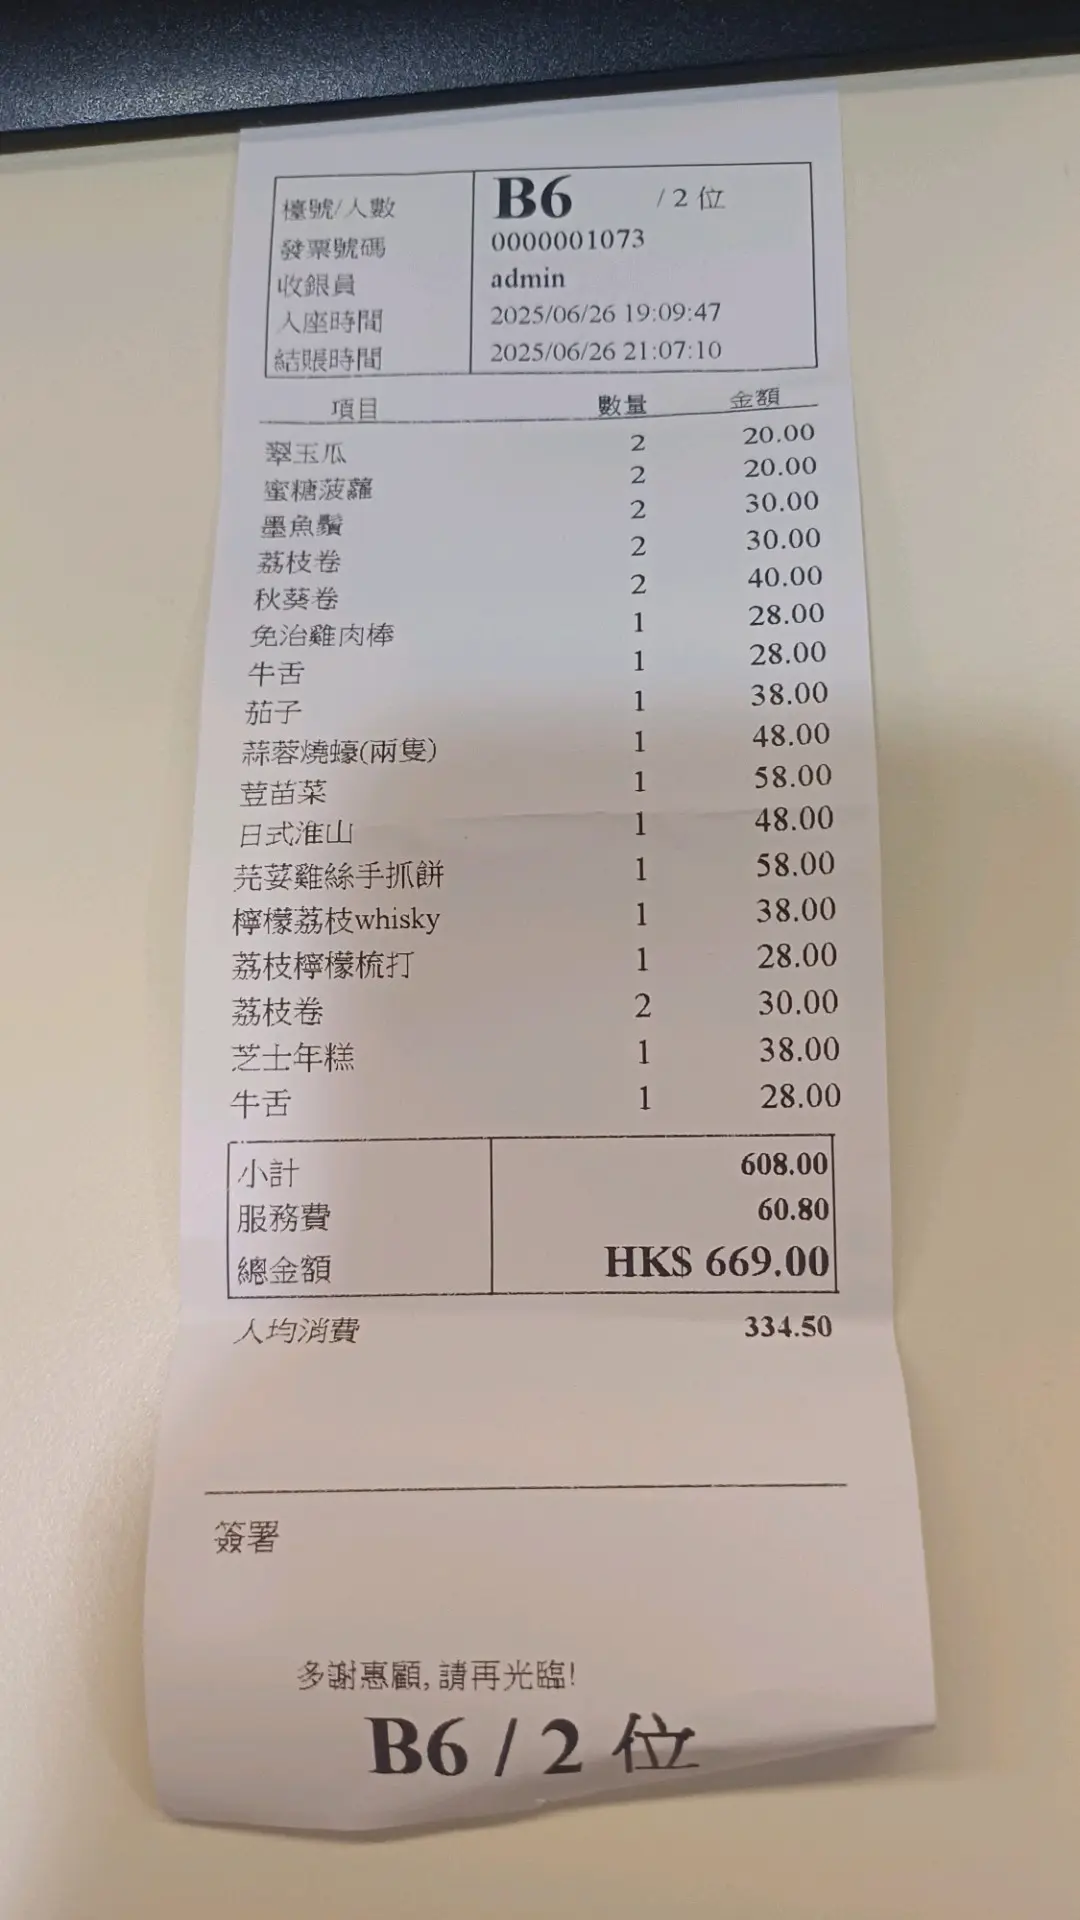 檯號/人數 B6 / 2 位
發票號碼 0000001073
收銀員 admin
入座時間 2025/06/26 19:09:47
結賬時間 2025/06/26 21:07:10
項目 數量 金額
翠玉瓜 2 20.00
蜜糖菠蘿 2 20.00
墨魚鬚 2 30.00
荔枝卷 2 30.00
秋葵卷 2 40.00
免治雞肉棒 1 28.00
牛舌 1 28.00
茄子 1 38.00
蒜蓉燒蠔(兩隻) 1 48.00
荳苗菜 1 58.00
日式淮山 1 48.00
芫荽雞絲手抓餅 1 58.00
檸檬荔枝whisky 1 38.00
荔枝檸檬梳打 1 28.00
荔枝卷 2 30.00
芝士年糕 1 38.00
牛舌 1 28.00
小計 608.00
服務費 60.80
總金額 HK$ 669.00
人均消費 334.50
簽署
多謝惠顧, 請再光臨!
B6 / 2 位